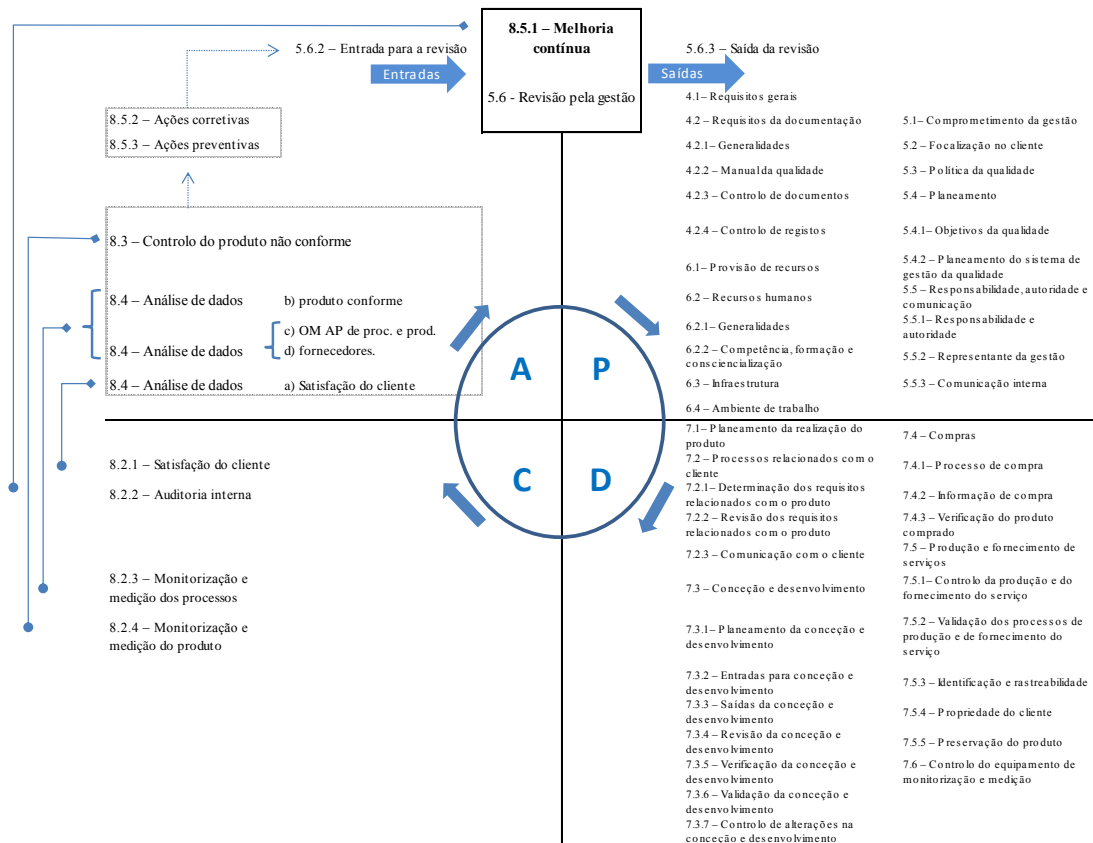 8.5.1 – Melhoria
contínua
5.6 - Revisão pela gestão
5.6.2 – Entrada para a revisão
Entradas
5.6.3 – Saída da revisão
Saídas
8.5.2 – Ações corretivas
8.5.3 – Ações preventivas
8.3 – Controlo do produto não conforme
8.4 – Análise de dados
b) produto conforme
c) OM AP de proc. e prod.
8.4 – Análise de dados
d) fornecedores.
8.4 – Análise de dados
a) Satisfação do cliente
A
P
C
D
8.2.1 – Satisfação do cliente
8.2.2 – Auditoria interna
8.2.3 – Monitorização e
medição dos processos
8.2.4 – Monitorização e
medição do produto
4.1– Requisitos gerais
4.2 – Requisitos da documentação
4.2.1– Generalidades
4.2.2 – Manual da qualidade
4.2.3 – Controlo de documentos
4.2.4 – Controlo de registos
6.1 – Provisão de recursos
6.2 – Recursos humanos
6.2.1 – Generalidades
6.2.2 – Competência, formação e
consciencialização
6.3 – Infraestrutura
6.4 – Ambiente de trabalho
5.1– Comprometimento da gestão
5.2 – Focalização no cliente
5.3 – Política da qualidade
5.4 – Planeamento
5.4.1– Objetivos da qualidade
5.4.2 – Planeamento do sistema de
gestão da qualidade
5.5 – Responsabilidade, autoridade e
comunicação
5.5.1– Responsabilidade e
autoridade
5.5.2 – Representante da gestão
5.5.3 – Comunicação interna
7.1– Planeamento da realização do
produto
7.2 – Processos relacionados com o
cliente
7.2.1– Determinação dos requisitos
relacionados com o produto
7.2.2 – Revisão dos requisitos
relacionados com o produto
7.2.3 – Comunicação com o cliente
7.3 – Conceção e desenvolvimento
7.3.1– Planeamento da conceção e
desenvolvimento
7.3.2 – Entradas para conceção e
desenvolvimento
7.3.3 – Saídas da conceção e
desenvolvimento
7.3.4 – Revisão da conceção e
desenvolvimento
7.3.5 – Verificação da conceção e
desenvolvimento
7.3.6 – Validação da conceção e
desenvolvimento
7.3.7 – Controlo de alterações na
conceção e desenvolvimento
7.4 – Compras
7.4.1– Processo de compra
7.4.2 – Informação de compra
7.4.3 – Verificação do produto
comprado
7.5 – Produção e fornecimento de
serviços
7.5.1– Controlo da produção e do
fornecimento do serviço
7.5.2 – Validação dos processos de
produção e de fornecimento do
serviço
7.5.3 – Identificação e rastreabilidade
7.5.4 – Propriedade do cliente
7.5.5 – Preservação do produto
7.6 – Controlo do equipamento de
monitorização e medição